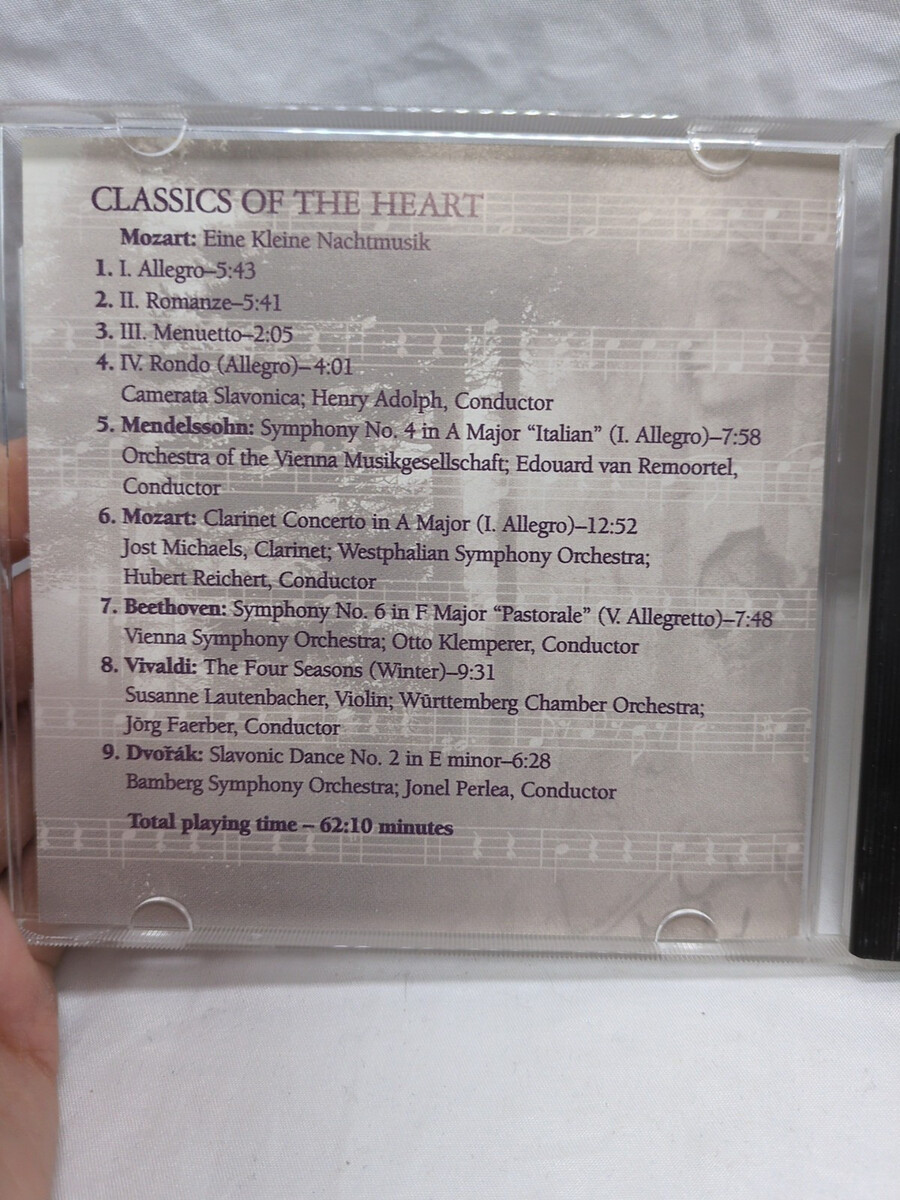 CLASSICS OF THE HEART
Mozart: Eine Kleine Nachtmusik
1. I. Allegro–5:43
2. II. Romanze–5:41
3. III. Menuetto–2:05
4. IV. Rondo (Allegro)–4:01
Camerata Slavonica; Henry Adolph, Conductor
5. Mendelssohn: Symphony No. 4 in A Major “Italian” (I. Allegro)–7:58
Orchestra of the Vienna Musikgesellschaft; Edouard van Remoortel,
Conductor
6. Mozart: Clarinet Concerto in A Major (I. Allegro)–12:52
Jost Michaels, Clarinet; Westphalian Symphony Orchestra;
Hubert Reichert, Conductor
7. Beethoven: Symphony No. 6 in F Major “Pastorale” (V. Allegretto)–7:48
Vienna Symphony Orchestra; Otto Klemperer, Conductor
8. Vivaldi: The Four Seasons (Winter)–9:31
Susanne Lautenbacher, Violin; Württemberg Chamber Orchestra;
Jörg Faerber, Conductor
9. Dvořák: Slavonic Dance No. 2 in E minor–6:28
Bamberg Symphony Orchestra; Jonel Perlea, Conductor
Total playing time – 62:10 minutes